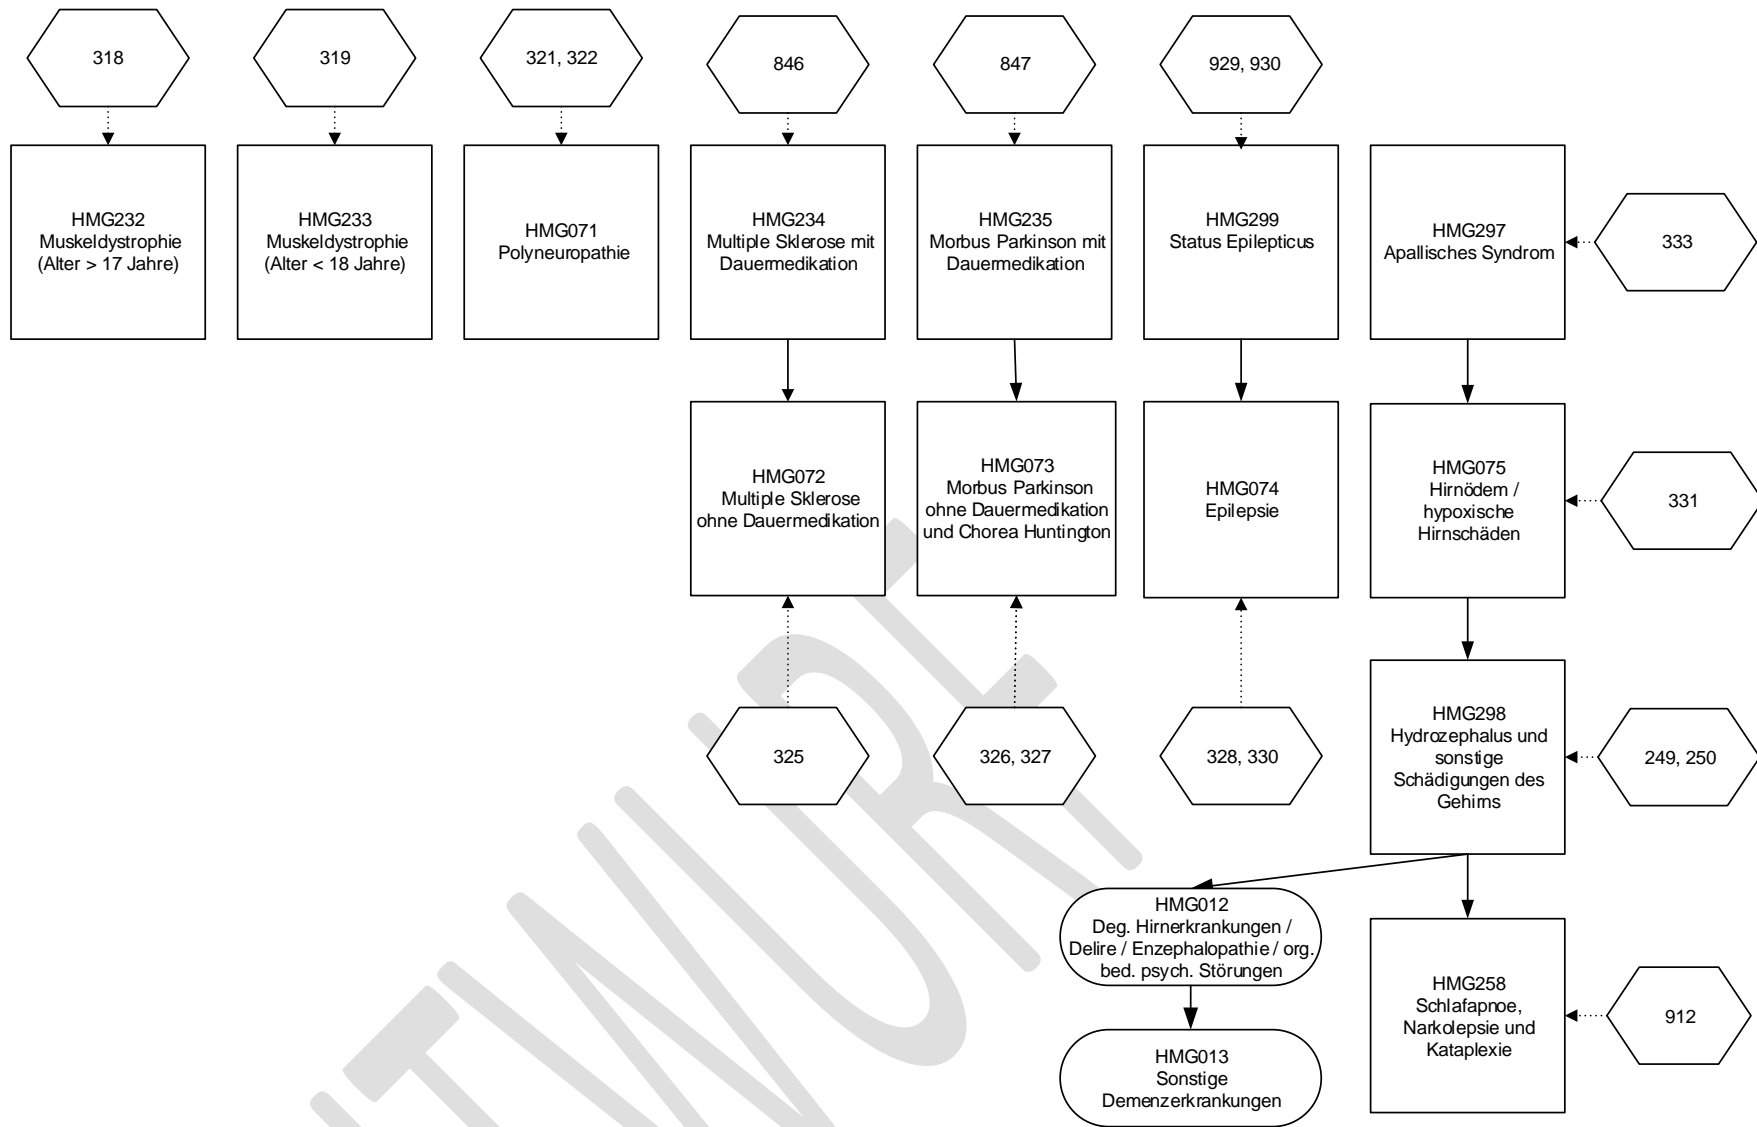 318
319
321, 322
846
847
929, 930
HMG232
Muskeldystrophie
(Alter > 17 Jahre)
HMG233
Muskeldystrophie
(Alter < 18 Jahre)
HMG071
Polyneuropathie
HMG234
Multiple Sklerose mit
Dauermedikation
HMG235
Morbus Parkinson mit
Dauermedikation
HMG299
Status Epilepticus
HMG297
Apallisches Syndrom
333
HMG072
Multiple Sklerose
ohne Dauermedikation
HMG073
Morbus Parkinson
ohne Dauermedikation
und Chorea Huntington
HMG074
Epilepsie
HMG075
Hirnödem /
hypoxische
Hirnschäden
331
325
326, 327
328, 330
HMG298
Hydrozephalus und
sonstige
Schädigungen des
Gehirns
249, 250
HMG012
Deg. Hirnerkrankungen /
Delire / Enzephalopathie / org.
bed. psych. Störungen
HMG258
Schlafapnoe,
Narkolepsie und
Kataplexie
912
HMG013
Sonstige
Demenzerkrankungen
NTWURF